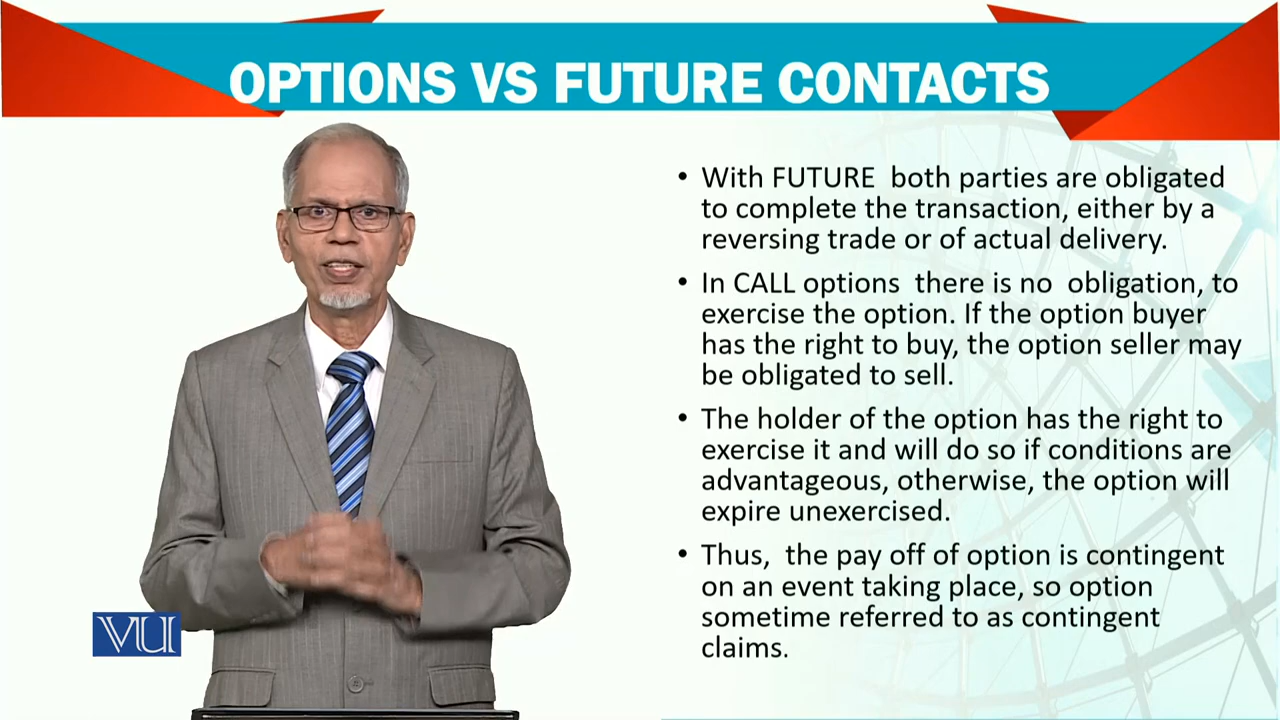 OPTIONS VS FUTURE CONTACTS
• With FUTURE both parties are obligated
to complete the transaction, either by a
reversing trade or of actual delivery.
• In CALL options there is no obligation, to
exercise the option. If the option buyer
has the right to buy, the option seller may
be obligated to sell.
• The holder of the option has the right to
exercise it and will do so if conditions are
advantageous, otherwise, the option will
expire unexercised.
• Thus, the pay off of option is contingent
on an event taking place, so option
sometime referred to as contingent
claims.
VU